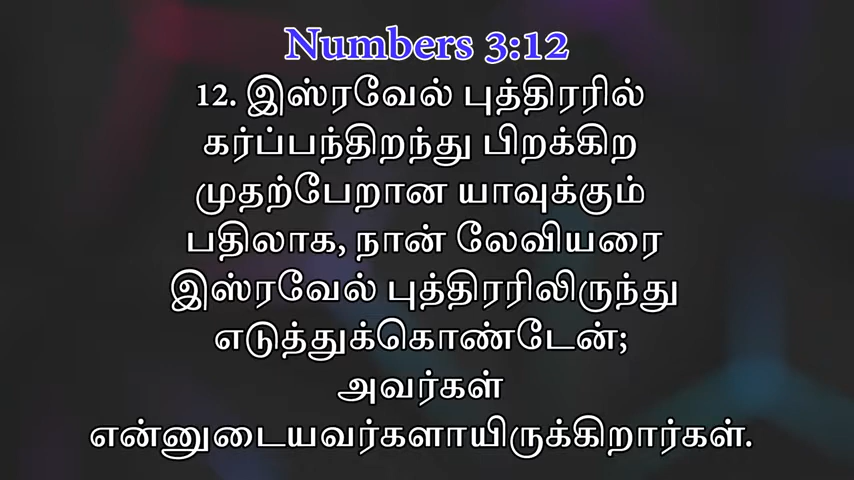 Numbers 3:12
12. இஸ்ரவேல் புத்திரரில்
கர்ப்பந்திறந்து பிறக்கிற
முதற்பேறான யாவுக்கும்
பதிலாக, நான் லேவியரை
இஸ்ரவேல் புத்திரரிலிருந்து
எடுத்துக்கொண்டேன்;
அவர்கள்
என்னுடையவர்களாயிருக்கிறார்கள்.